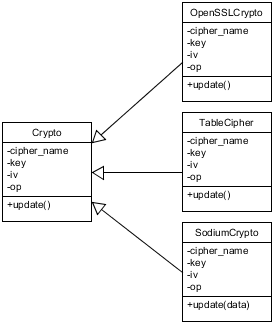 OpenSSLCrypto
-cipher_name
-key
-iv
-op
+update()
Crypto
-cipher_name
-key
-iv
-op
+update()
TableCipher
-cipher_name
-key
-iv
-op
+update()
SodiumCrypto
-cipher_name
-key
-iv
-op
+update(data)